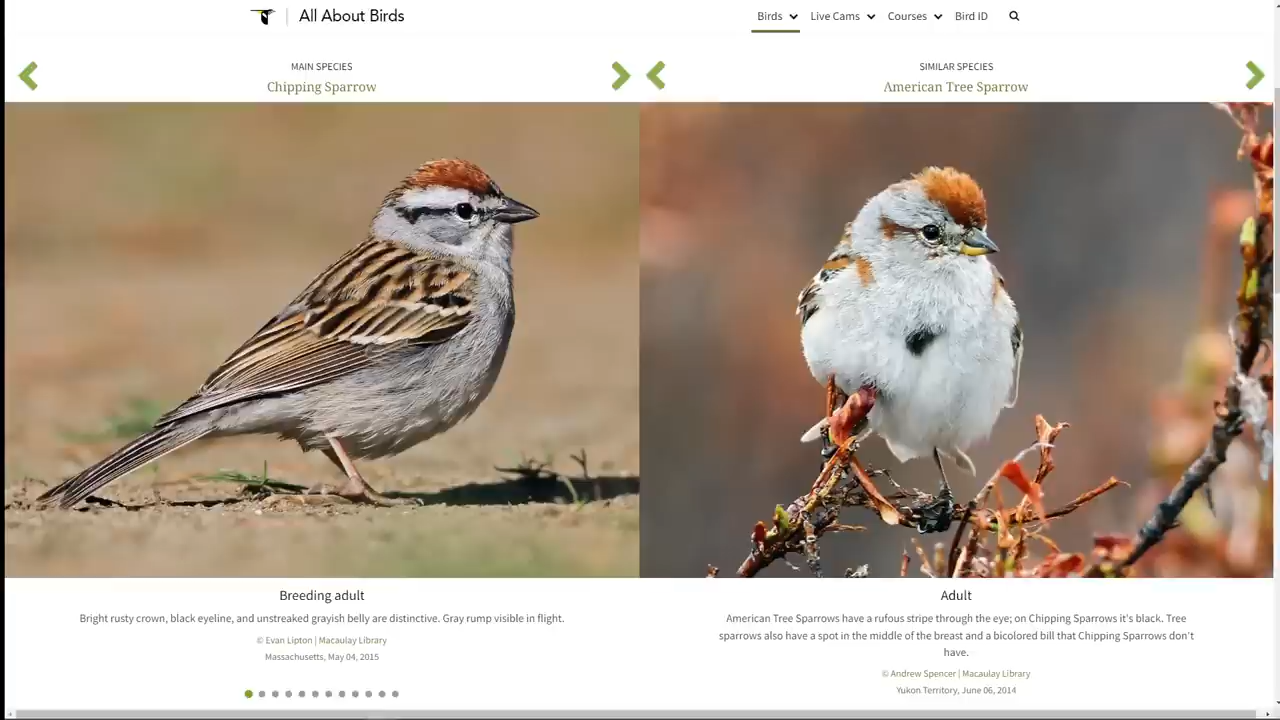 All About Birds
Birds
Live Cams
Courses
Bird ID
MAIN SPECIES
Chipping Sparrow
SIMILAR SPECIES
American Tree Sparrow
Breeding adult
Bright rusty crown, black eyeline, and unstreaked grayish belly are distinctive. Gray rump visible in flight.
© Evan Lipton | Macaulay Library
Massachusetts, May 04, 2015
Adult
American Tree Sparrows have a rufous stripe through the eye; on Chipping Sparrows it's black. Tree
sparrows also have a spot in the middle of the breast and a bicolored bill that Chipping Sparrows don't
have.
© Andrew Spencer | Macaulay Library
Yukon Territory, June 06, 2014